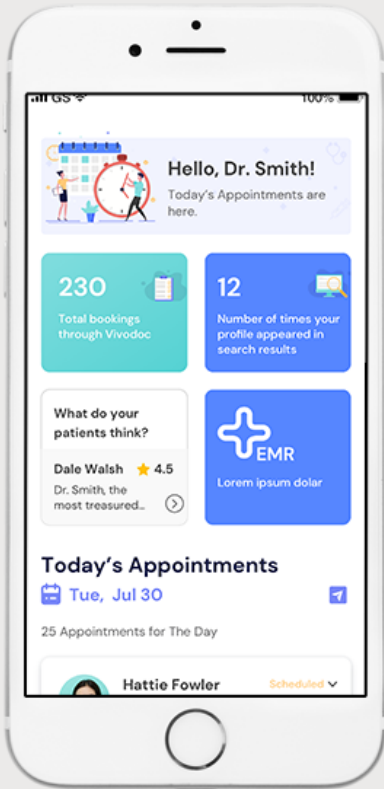 GS
100%
Hello, Dr. Smith!
Today's Appointments are
here.
230
Total bookings
through Vivodoc
12
Number of times your
profile appeared in
search results
What do your
patients think?
Dale Walsh 4.5
Dr. Smith, the
most treasured...
EMR
Lorem ipsum dolar
Today's Appointments
Tue, Jul 30
25 Appointments for The Day
Hattie Fowler
Scheduled